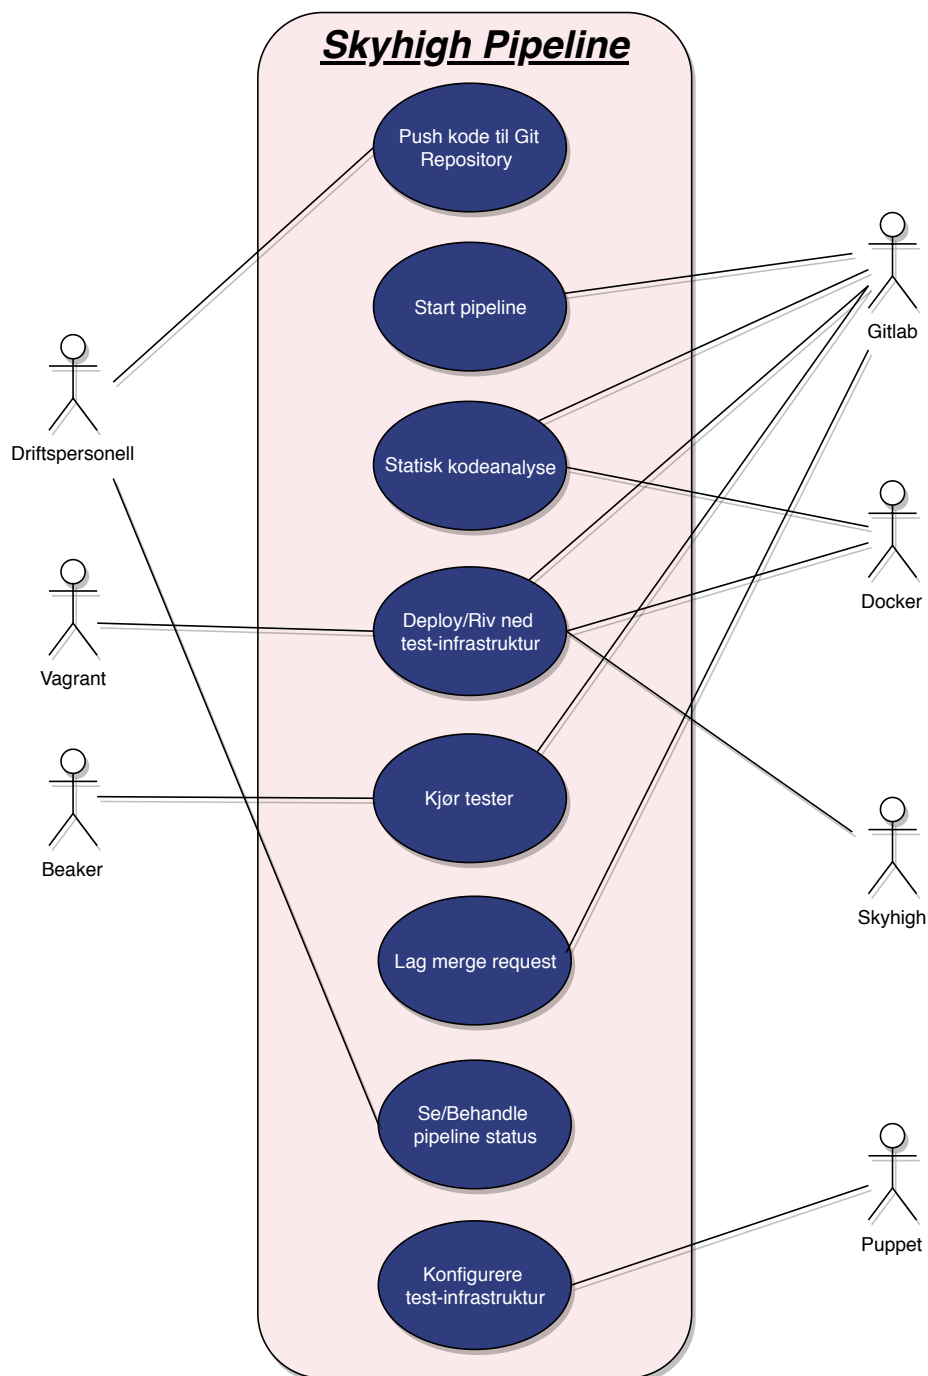 Skyhigh Pipeline
Push kode til Git
Repository
Start pipeline
Gitlab
Driftspersonell
Statisk kodeanalyse
Docker
Deploy/Riv ned
test-infrastruktur
Vagrant
Kjør tester
Beaker
Skyhigh
Lag merge request
Se/Behandle
pipeline status
Puppet
Konfigurere
test-infrastruktur